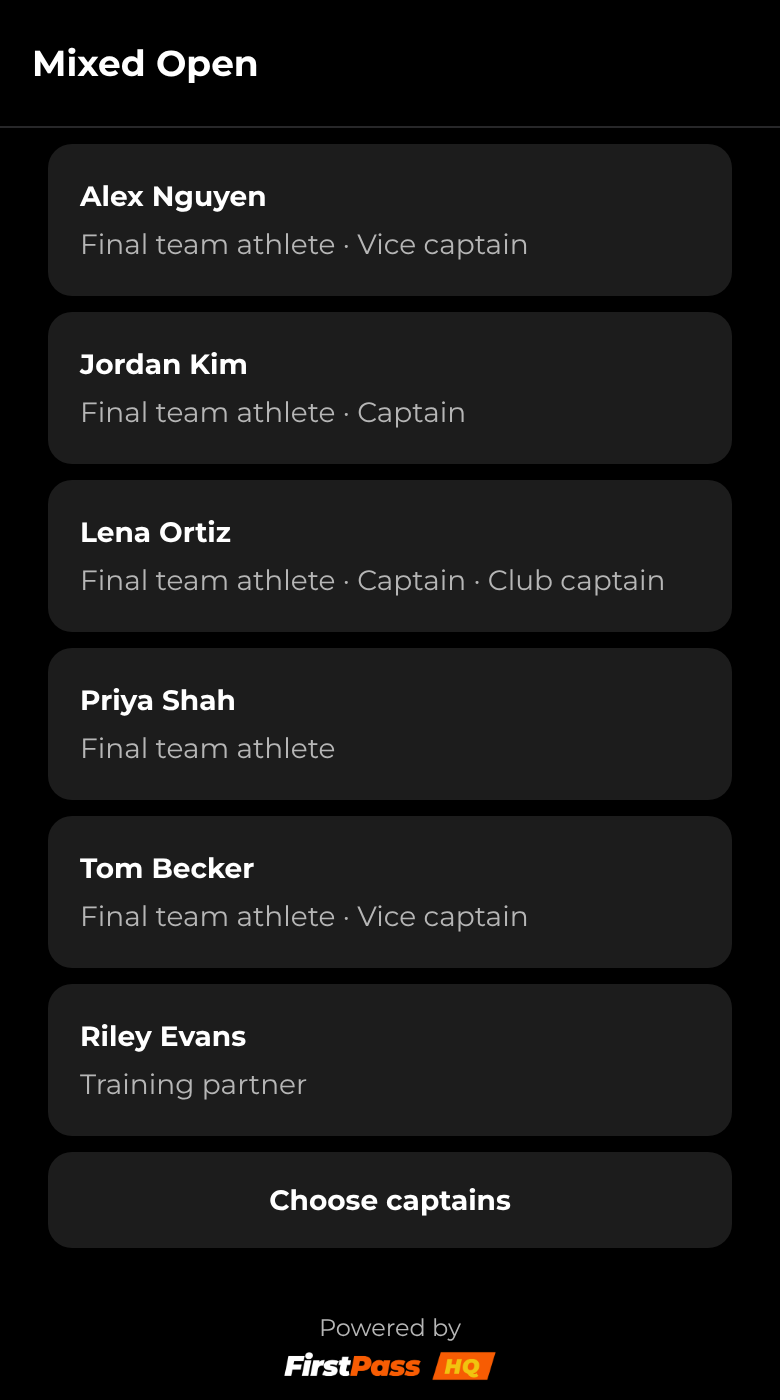 Mixed Open
Alex Nguyen
Final team athlete · Vice captain
Jordan Kim
Final team athlete · Captain
Lena Ortiz
Final team athlete · Captain · Club captain
Priya Shah
Final team athlete
Tom Becker
Final team athlete · Vice captain
Riley Evans
Training partner
Choose captains
Powered by
FirstPass HQ